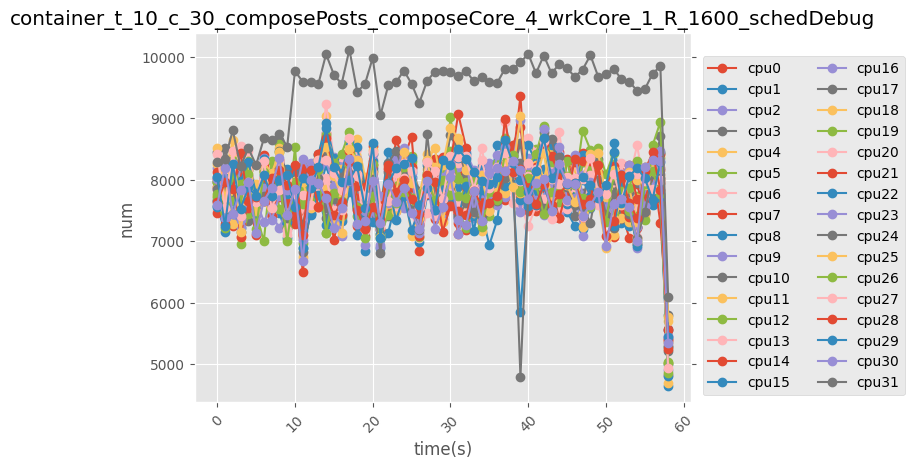 container_t_10_c_30_composePosts_composeCore_4_wrkCore_1_R_1600_schedDebug
10000
9000
8000
7000
6000
5000
num
0
10
20
30
40
50
60
time(s)
cpu0
cpu1
cpu2
cpu3
cpu4
cpu5
cpu6
cpu7
cpu8
cpu9
cpu10
cpu11
cpu12
cpu13
cpu14
cpu15
cpu16
cpu17
cpu18
cpu19
cpu20
cpu21
cpu22
cpu23
cpu24
cpu25
cpu26
cpu27
cpu28
cpu29
cpu30
cpu31